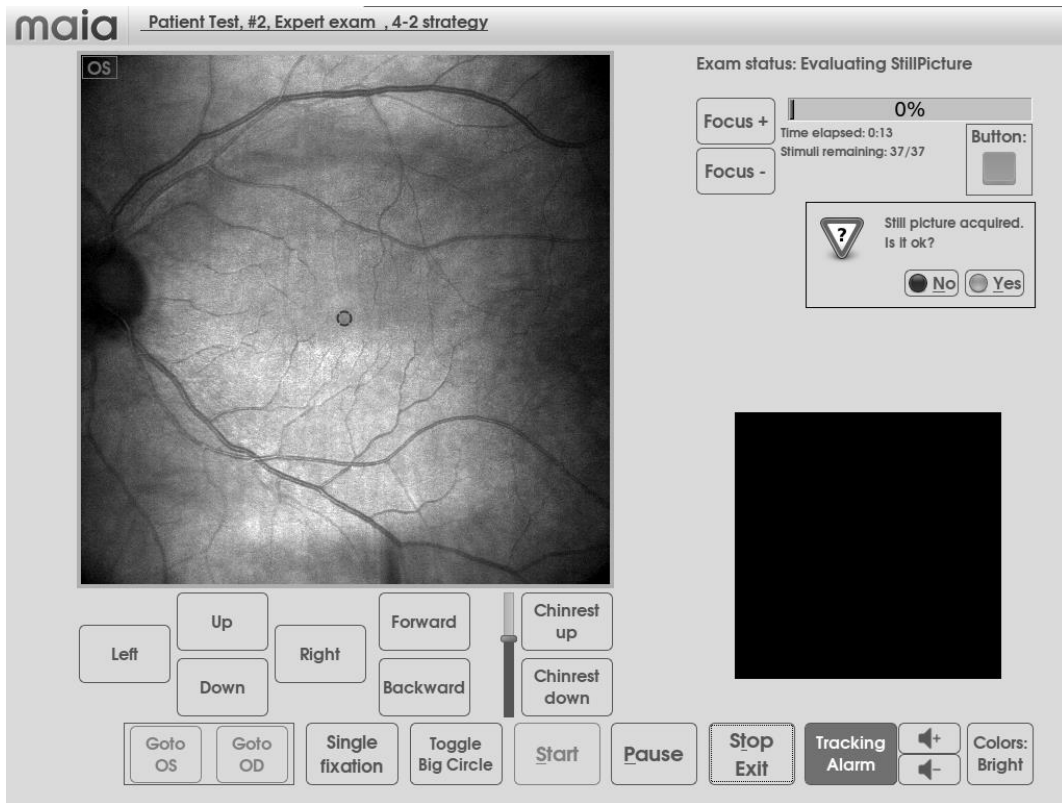 maia
Patient Test, #2, Expert exam , 4-2 strategy
OS
Exam status: Evaluating StillPicture
Focus +
0%
Time elapsed: 0:13
Stimuli remaining: 37/37
Button:
Focus -
?
Still picture acquired.
Is it ok?
No
Yes
Left
Up
Down
Right
Forward
Backward
Chinrest
up
Chinrest
down
Goto
OS
Goto
OD
Single
fixation
Toggle
Big Circle
Start
Pause
Stop
Exit
Tracking
Alarm
+
-
Colors:
Bright